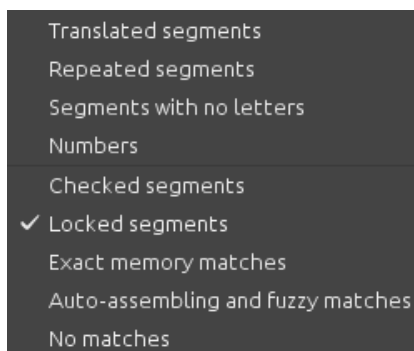 Translated segments
Repeated segments
Segments with no letters
Numbers
Checked segments
Locked segments
Exact memory matches
Auto-assembling and fuzzy matches
No matches